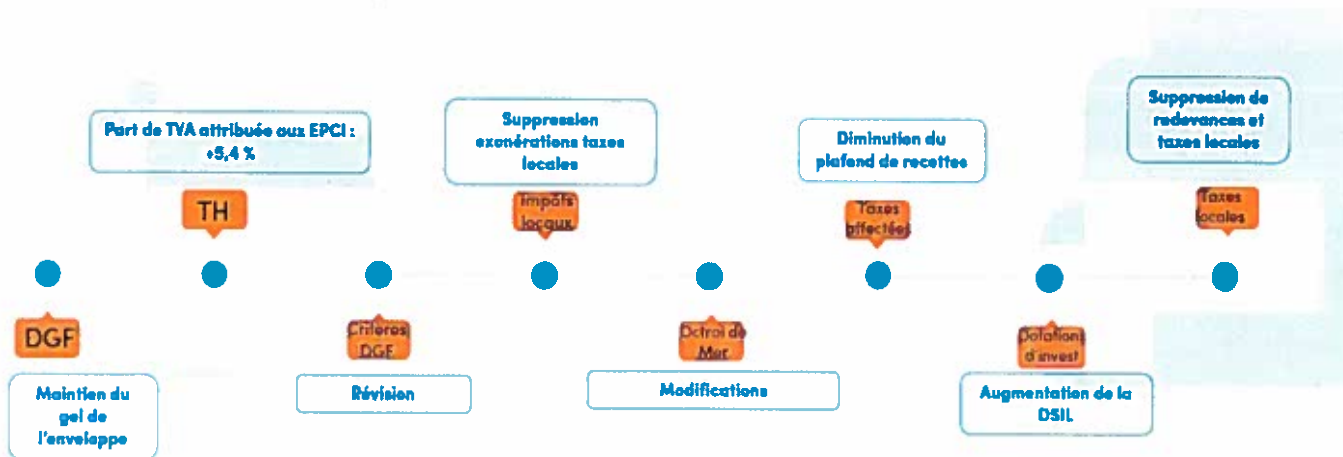 Part de TVA attribuée aux EPCI :
+5,4 %
TH
Suppression
exonérations taxes
locales
Impôts
locaux
Diminution du
plafond de recettes
Taxes
affectées
Suppression de
redevances et
taxes locales
Taxes
locales
DGF
Maintien du
gel de
l'enveloppe
Critères
DGF
Révision
Octroi de
Mer
Modifications
Dotations
d'invest
Augmentation de la
DSIL